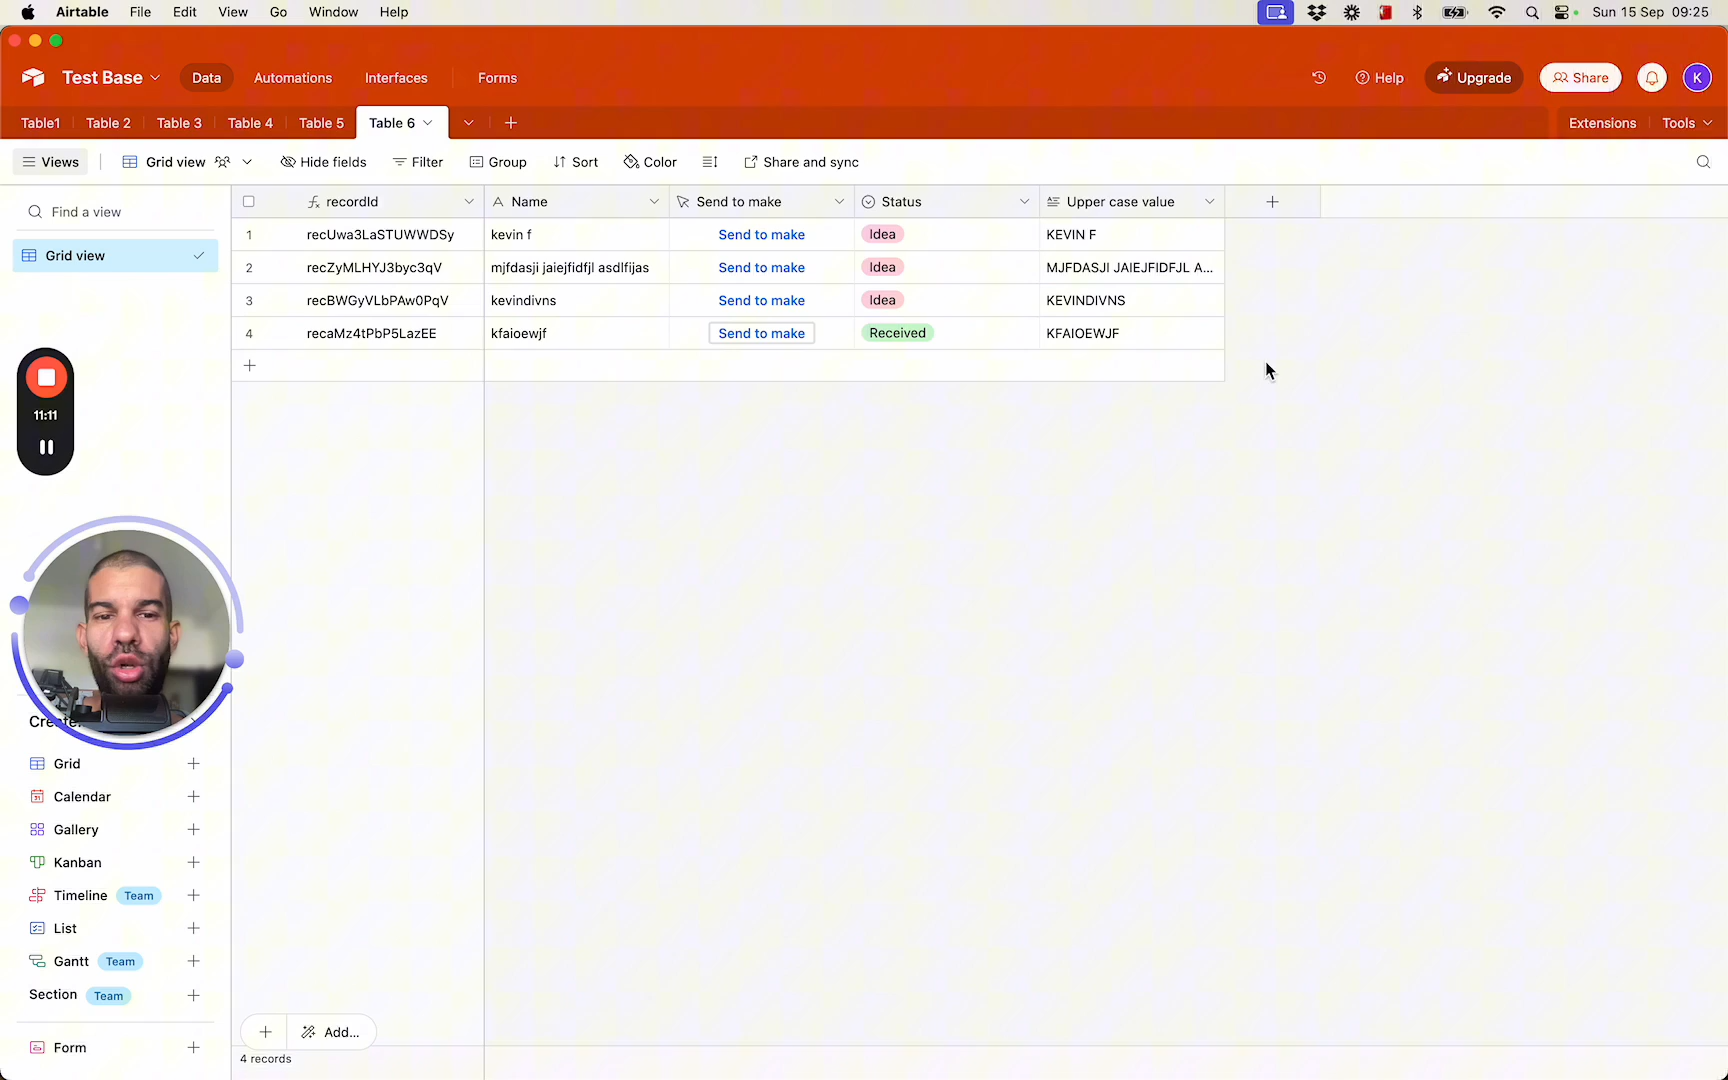 Airtable File Edit View Go Window Help Sun 15 Sep 09:25
Test Base Data Automations Interfaces Forms Help Upgrade Share K
Table1 Table 2 Table 3 Table 4 Table 5 Table 6 Extensions Tools
Views Grid view Hide fields Filter Group Sort Color Share and sync
Find a view
Grid view
recordId Name Send to make Status Upper case value
1 recUwa3LaSTUWWDSy kevin f Send to make Idea KEVIN F
2 recZyMLHYJ3byc3qV mjfdasji jaiejfidfjl asdlfijas Send to make Idea MJFDASJI JAIEJFIDFJL A...
3 recBWGyVLbPAw0PqV kevindivns Send to make Idea KEVINDIVNS
4 recaMz4tPbP5LazEE kfaioewjf Send to make Received KFAIOEWJF
11:11
Grid
Calendar
Gallery
Kanban
Timeline Team
List
Gantt Team
Section Team
Form
Add...
4 records